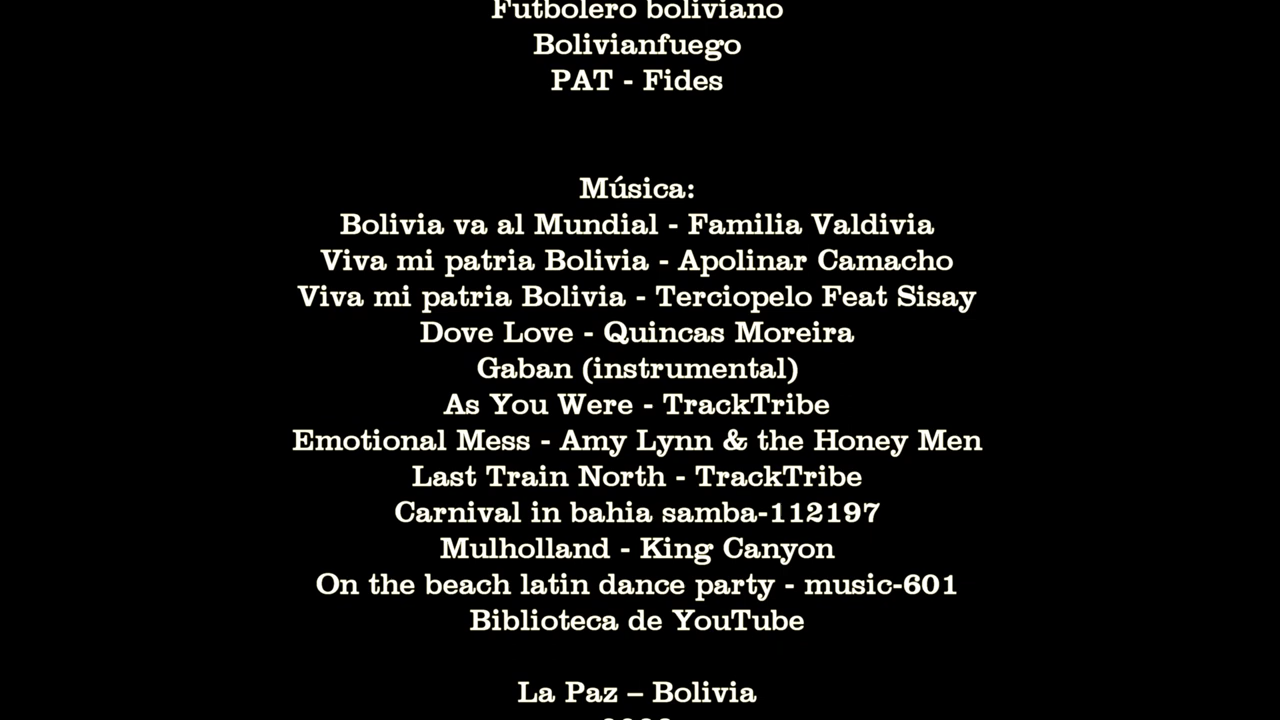 Futbolero boliviano
Bolivianfuego
PAT - Fides
Música:
Bolivia va al Mundial - Familia Valdivia
Viva mi patria Bolivia - Apolinar Camacho
Viva mi patria Bolivia - Terciopelo Feat Sisay
Dove Love - Quincas Moreira
Gaban (instrumental)
As You Were - TrackTribe
Emotional Mess - Amy Lynn & the Honey Men
Last Train North - TrackTribe
Carnival in bahia samba-112197
Mulholland - King Canyon
On the beach latin dance party - music-601
Biblioteca de YouTube
La Paz – Bolivia